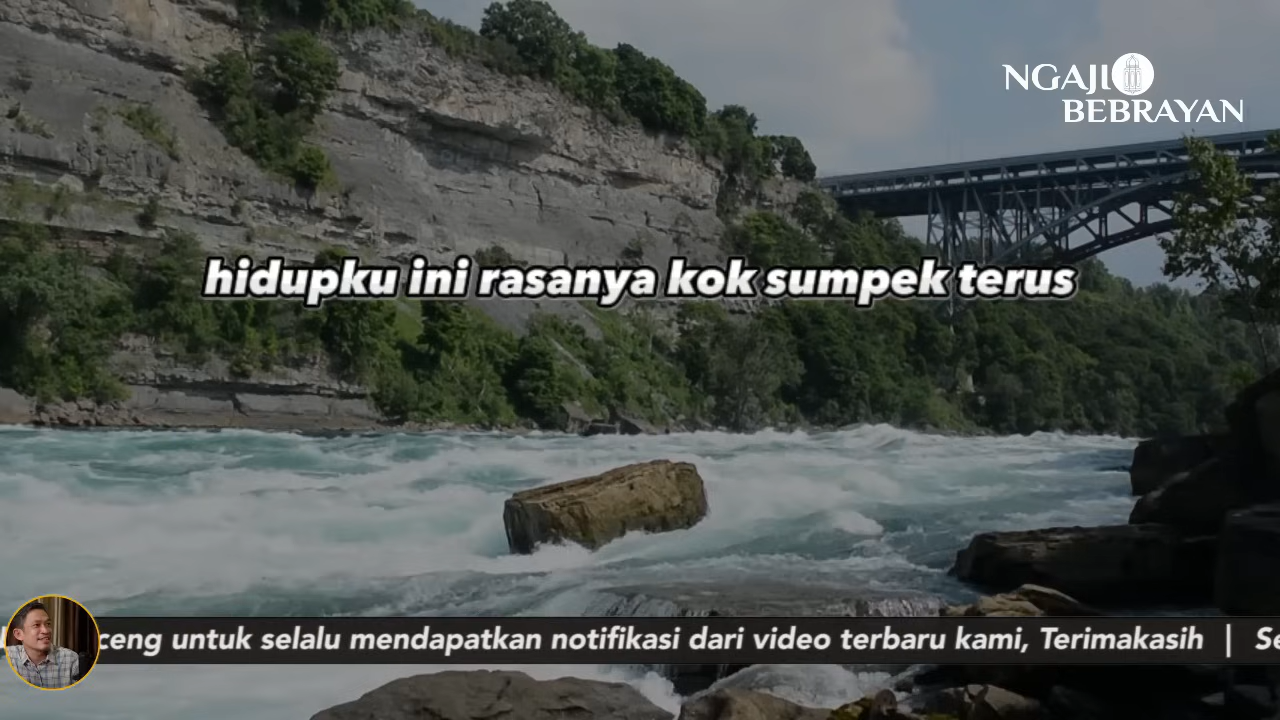 NGAJI
BEBRAYAN
hidupku ini rasanya kok sumpek terus
ceng untuk selalu mendapatkan notifikasi dari video terbaru kami, Terimakasih | Se